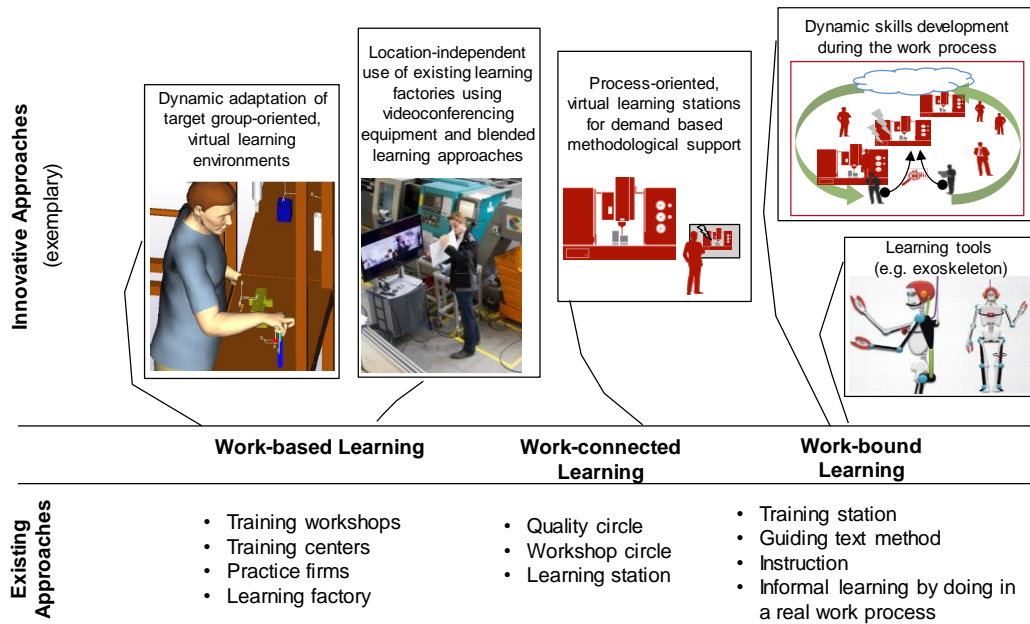 Innovative Approaches
(exemplary)
Dynamic adaptation of
target group-oriented,
virtual learning
environments
Location-independent
use of existing learning
factories using
videoconferencing
equipment and blended
learning approaches
Process-oriented,
virtual learning stations
for demand based
methodological support
Dynamic skills development
during the work process
Learning tools
(e.g. exoskeleton)
Work-based Learning
Work-connected
Learning
Work-bound
Learning
Existing
Approaches
• Training workshops
• Training centers
• Practice firms
• Learning factory
• Quality circle
• Workshop circle
• Learning station
• Training station
• Guiding text method
• Instruction
• Informal learning by doing in
a real work process